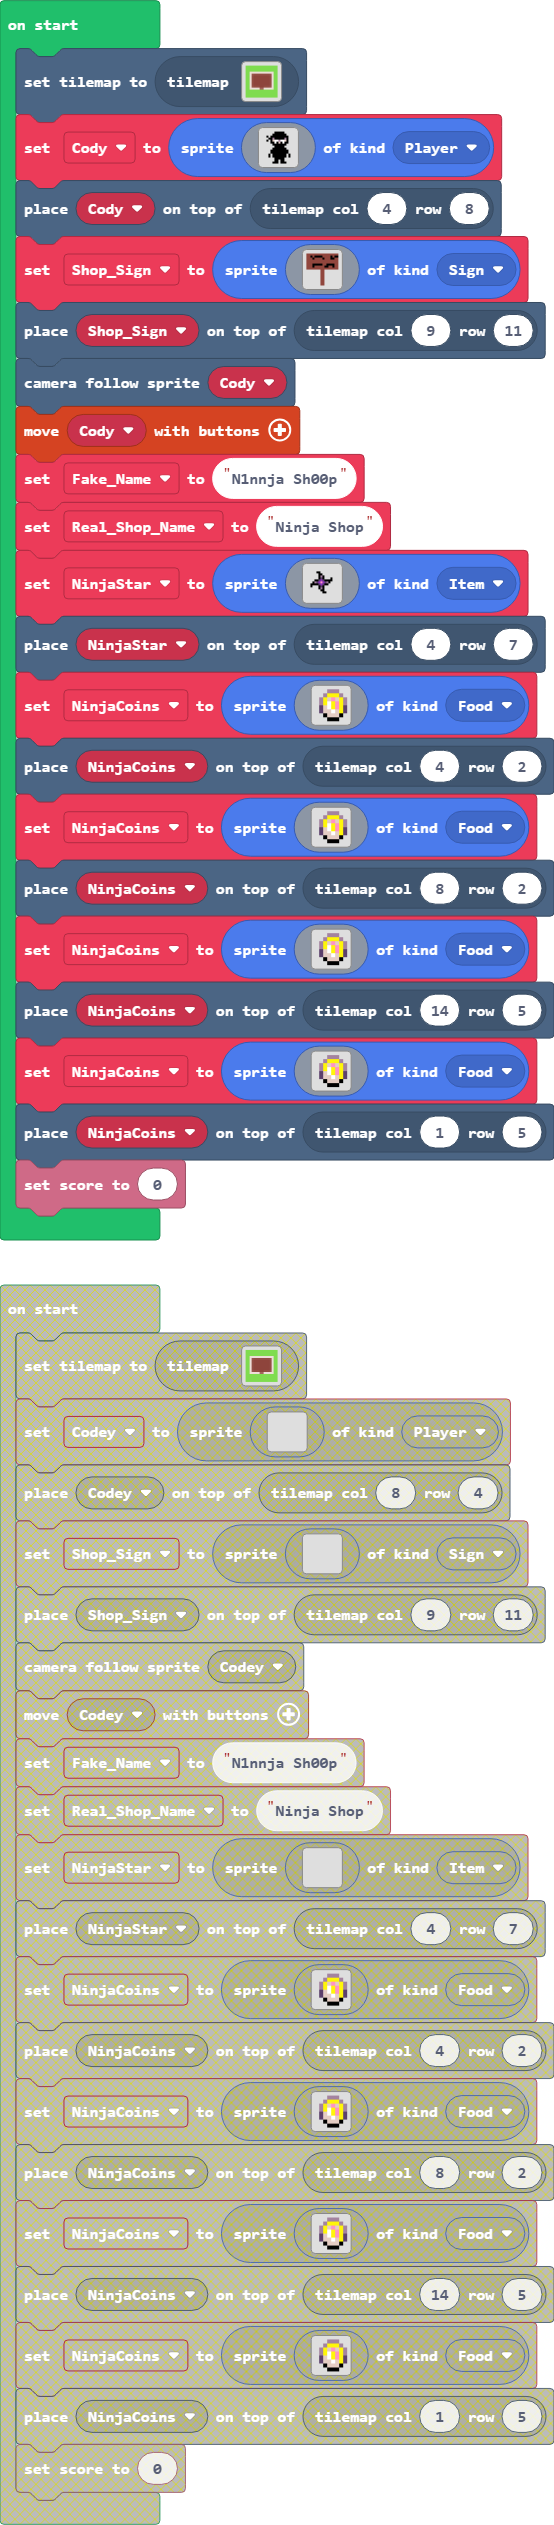 on start
set tilemap to tilemap
set Cody to sprite of kind Player
place Cody on top of tilemap col 4 row 8
set Shop_Sign to sprite of kind Sign
place Shop_Sign on top of tilemap col 9 row 11
camera follow sprite Cody
move Cody with buttons
set Fake_Name to "N1nnja Sh00p"
set Real_Shop_Name to "Ninja Shop"
set NinjaStar to sprite of kind Item
place NinjaStar on top of tilemap col 4 row 7
set NinjaCoins to sprite of kind Food
place NinjaCoins on top of tilemap col 4 row 2
set NinjaCoins to sprite of kind Food
place NinjaCoins on top of tilemap col 8 row 2
set NinjaCoins to sprite of kind Food
place NinjaCoins on top of tilemap col 14 row 5
set NinjaCoins to sprite of kind Food
place NinjaCoins on top of tilemap col 1 row 5
set score to 0
on start
set tilemap to tilemap
set Codey to sprite of kind Player
place Codey on top of tilemap col 8 row 4
set Shop_Sign to sprite of kind Sign
place Shop_Sign on top of tilemap col 9 row 11
camera follow sprite Codey
move Codey with buttons
set Fake_Name to "N1nnja Sh00p"
set Real_Shop_Name to "Ninja Shop"
set NinjaStar to sprite of kind Item
place NinjaStar on top of tilemap col 4 row 7
set NinjaCoins to sprite of kind Food
place NinjaCoins on top of tilemap col 4 row 2
set NinjaCoins to sprite of kind Food
place NinjaCoins on top of tilemap col 8 row 2
set NinjaCoins to sprite of kind Food
place NinjaCoins on top of tilemap col 14 row 5
set NinjaCoins to sprite of kind Food
place NinjaCoins on top of tilemap col 1 row 5
set score to 0